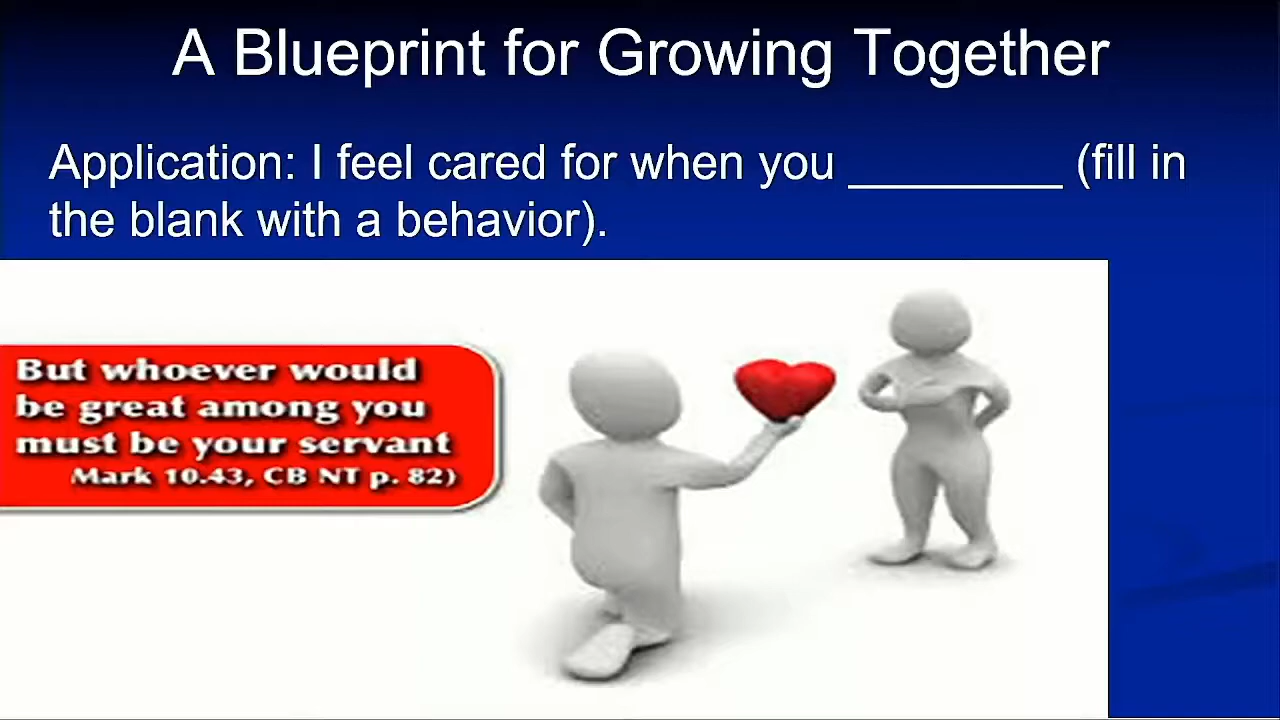 A Blueprint for Growing Together
Application: I feel cared for when you ________ (fill in
the blank with a behavior).
But whoever would
be great among you
must be your servant
Mark 10.43, CB NT p. 82)